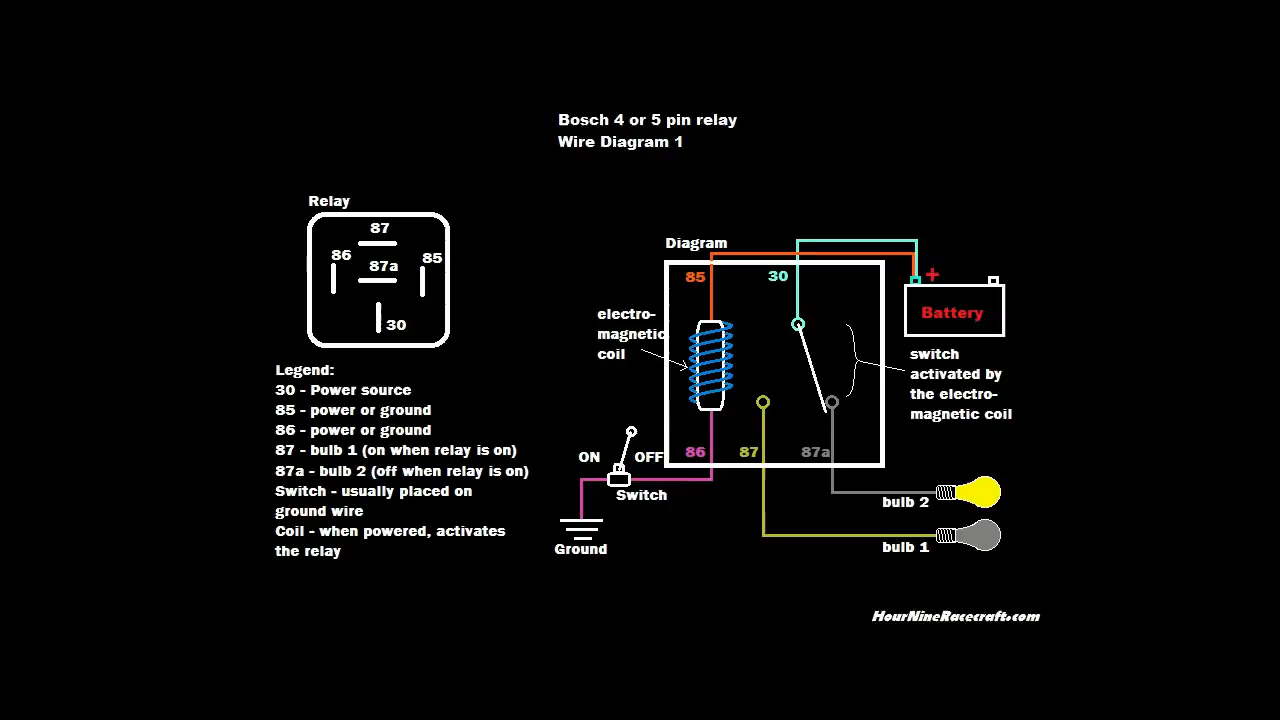 Bosch 4 or 5 pin relay
Wire Diagram 1
Relay
87
86
85
87a
30
Legend:
30 - Power source
85 - power or ground
86 - power or ground
87 - bulb 1 (on when relay is on)
87a - bulb 2 (off when relay is on)
Switch - usually placed on
ground wire
Coil - when powered, activates
the relay
Diagram
85
30
+
Battery
electro-
magnetic
coil
switch
activated by
the electro-
magnetic coil
86
87
87a
ON
OFF
Switch
Ground
bulb 2
bulb 1
HourNineRacecraft.com